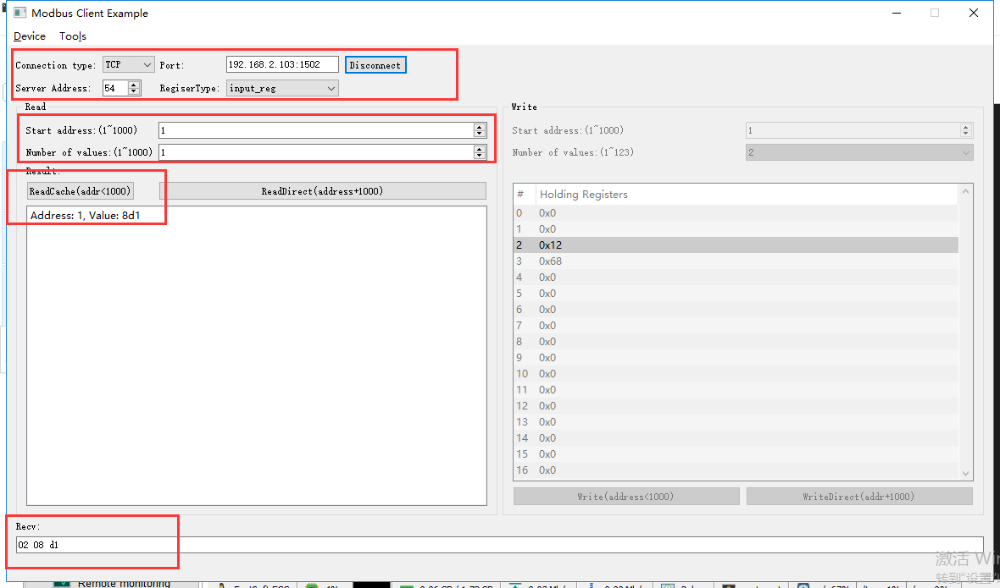 Modbus Client Example
Device Tools
Connection type: TCP Port: 192.168.2.103:1502 Disconnect
Server Address: 54 RegiserType: input_reg
Read
Start address:(1~1000) 1
Number of values:(1~1000) 1
Result:
ReadCache(addr<1000) ReadDirect(address+1000)
Address: 1, Value: 8d1
Write
Start address:(1~1000) 1
Number of values:(1~123) 2
# Holding Registers
0 0x0
1 0x0
2 0x12
3 0x68
4 0x0
5 0x0
6 0x0
7 0x0
8 0x0
9 0x0
10 0x0
11 0x0
12 0x0
13 0x0
14 0x0
15 0x0
16 0x0
Write(address<1000) WriteDirect(addr+1000)
Recv:
02 08 d1
激活 Win
转到"设置"
Remote monitoring